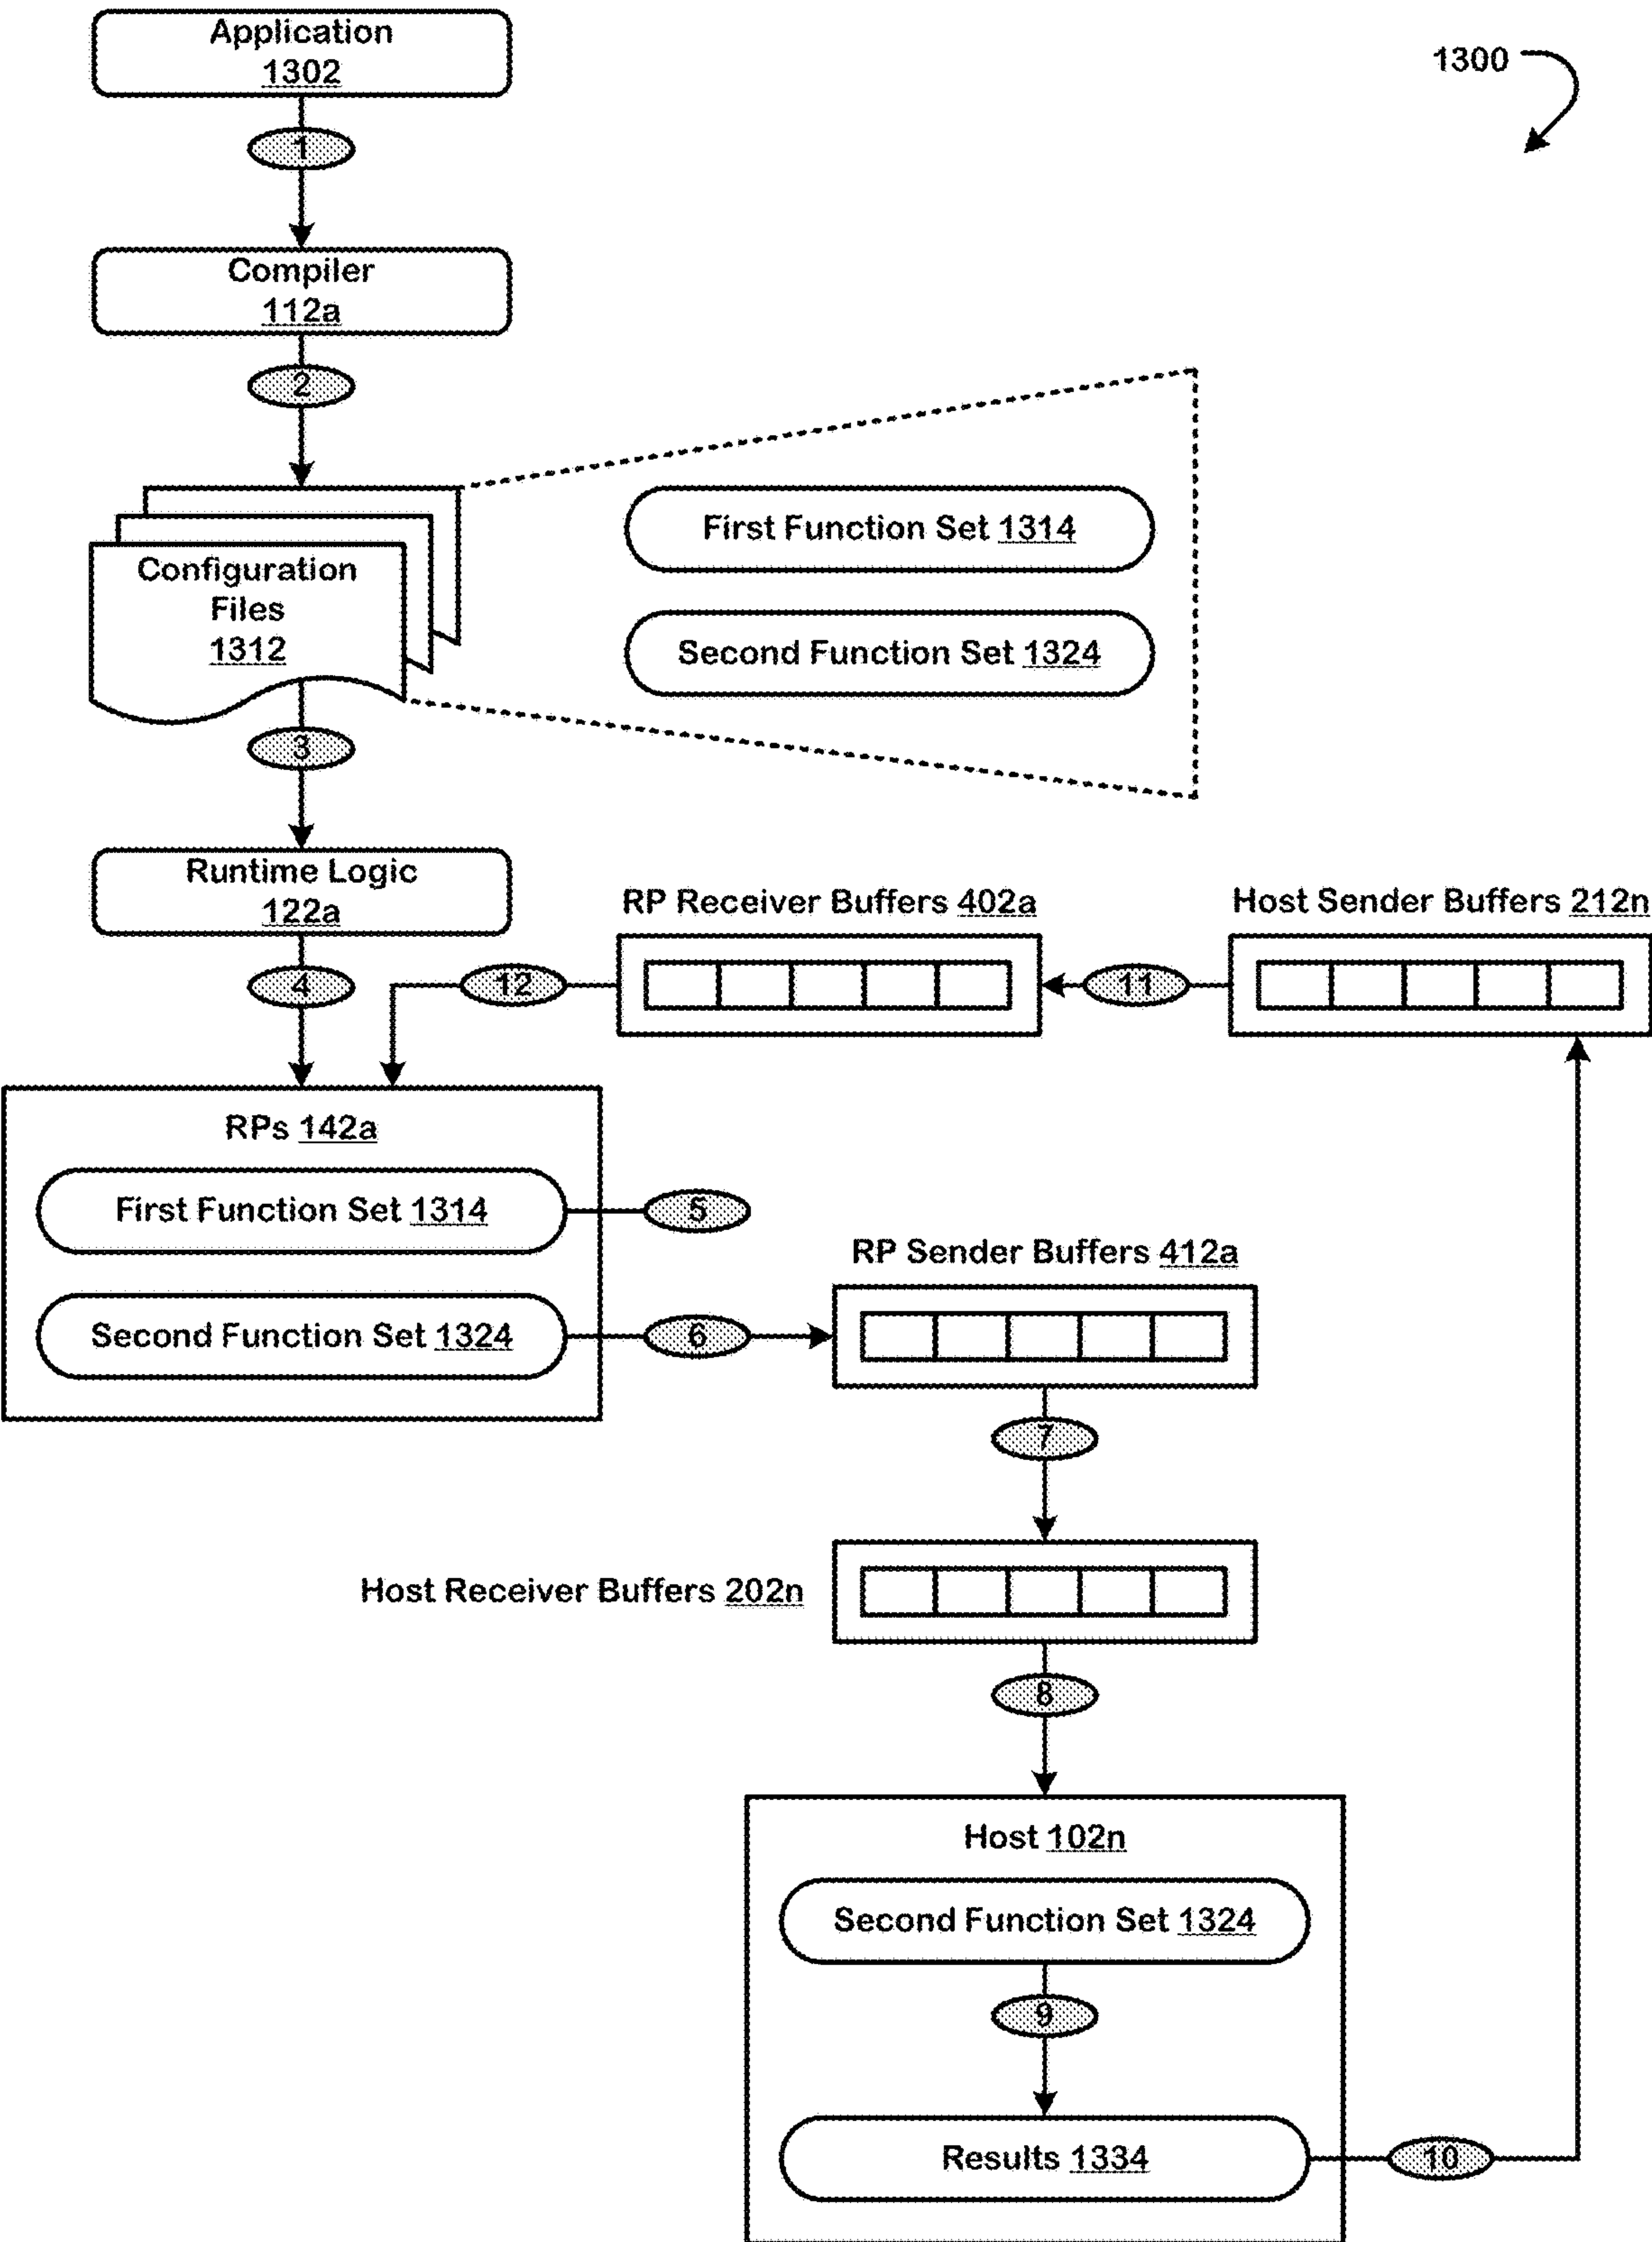 Application
1302
1300
1
Compiler
112a
2
First Function Set 1314
Configuration
Files
1312
Second Function Set 1324
3
Runtime Logic
122a
RP Receiver Buffers 402a
Host Sender Buffers 212n
4
12
11
RPs 142a
First Function Set 1314
5
RP Sender Buffers 412a
Second Function Set 1324
6
7
Host Receiver Buffers 202n
8
Host 102n
Second Function Set 1324
9
Results 1334
10